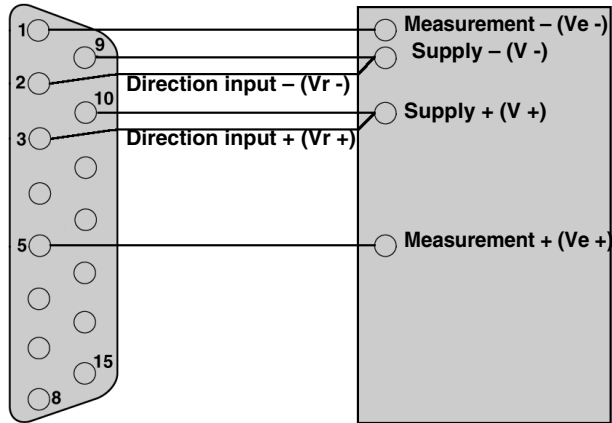 1
Measurement – (Ve -)
9
Supply – (V -)
2
Direction input – (Vr -)
10
Supply + (V +)
3
Direction input + (Vr +)
5
Measurement + (Ve +)
15
8